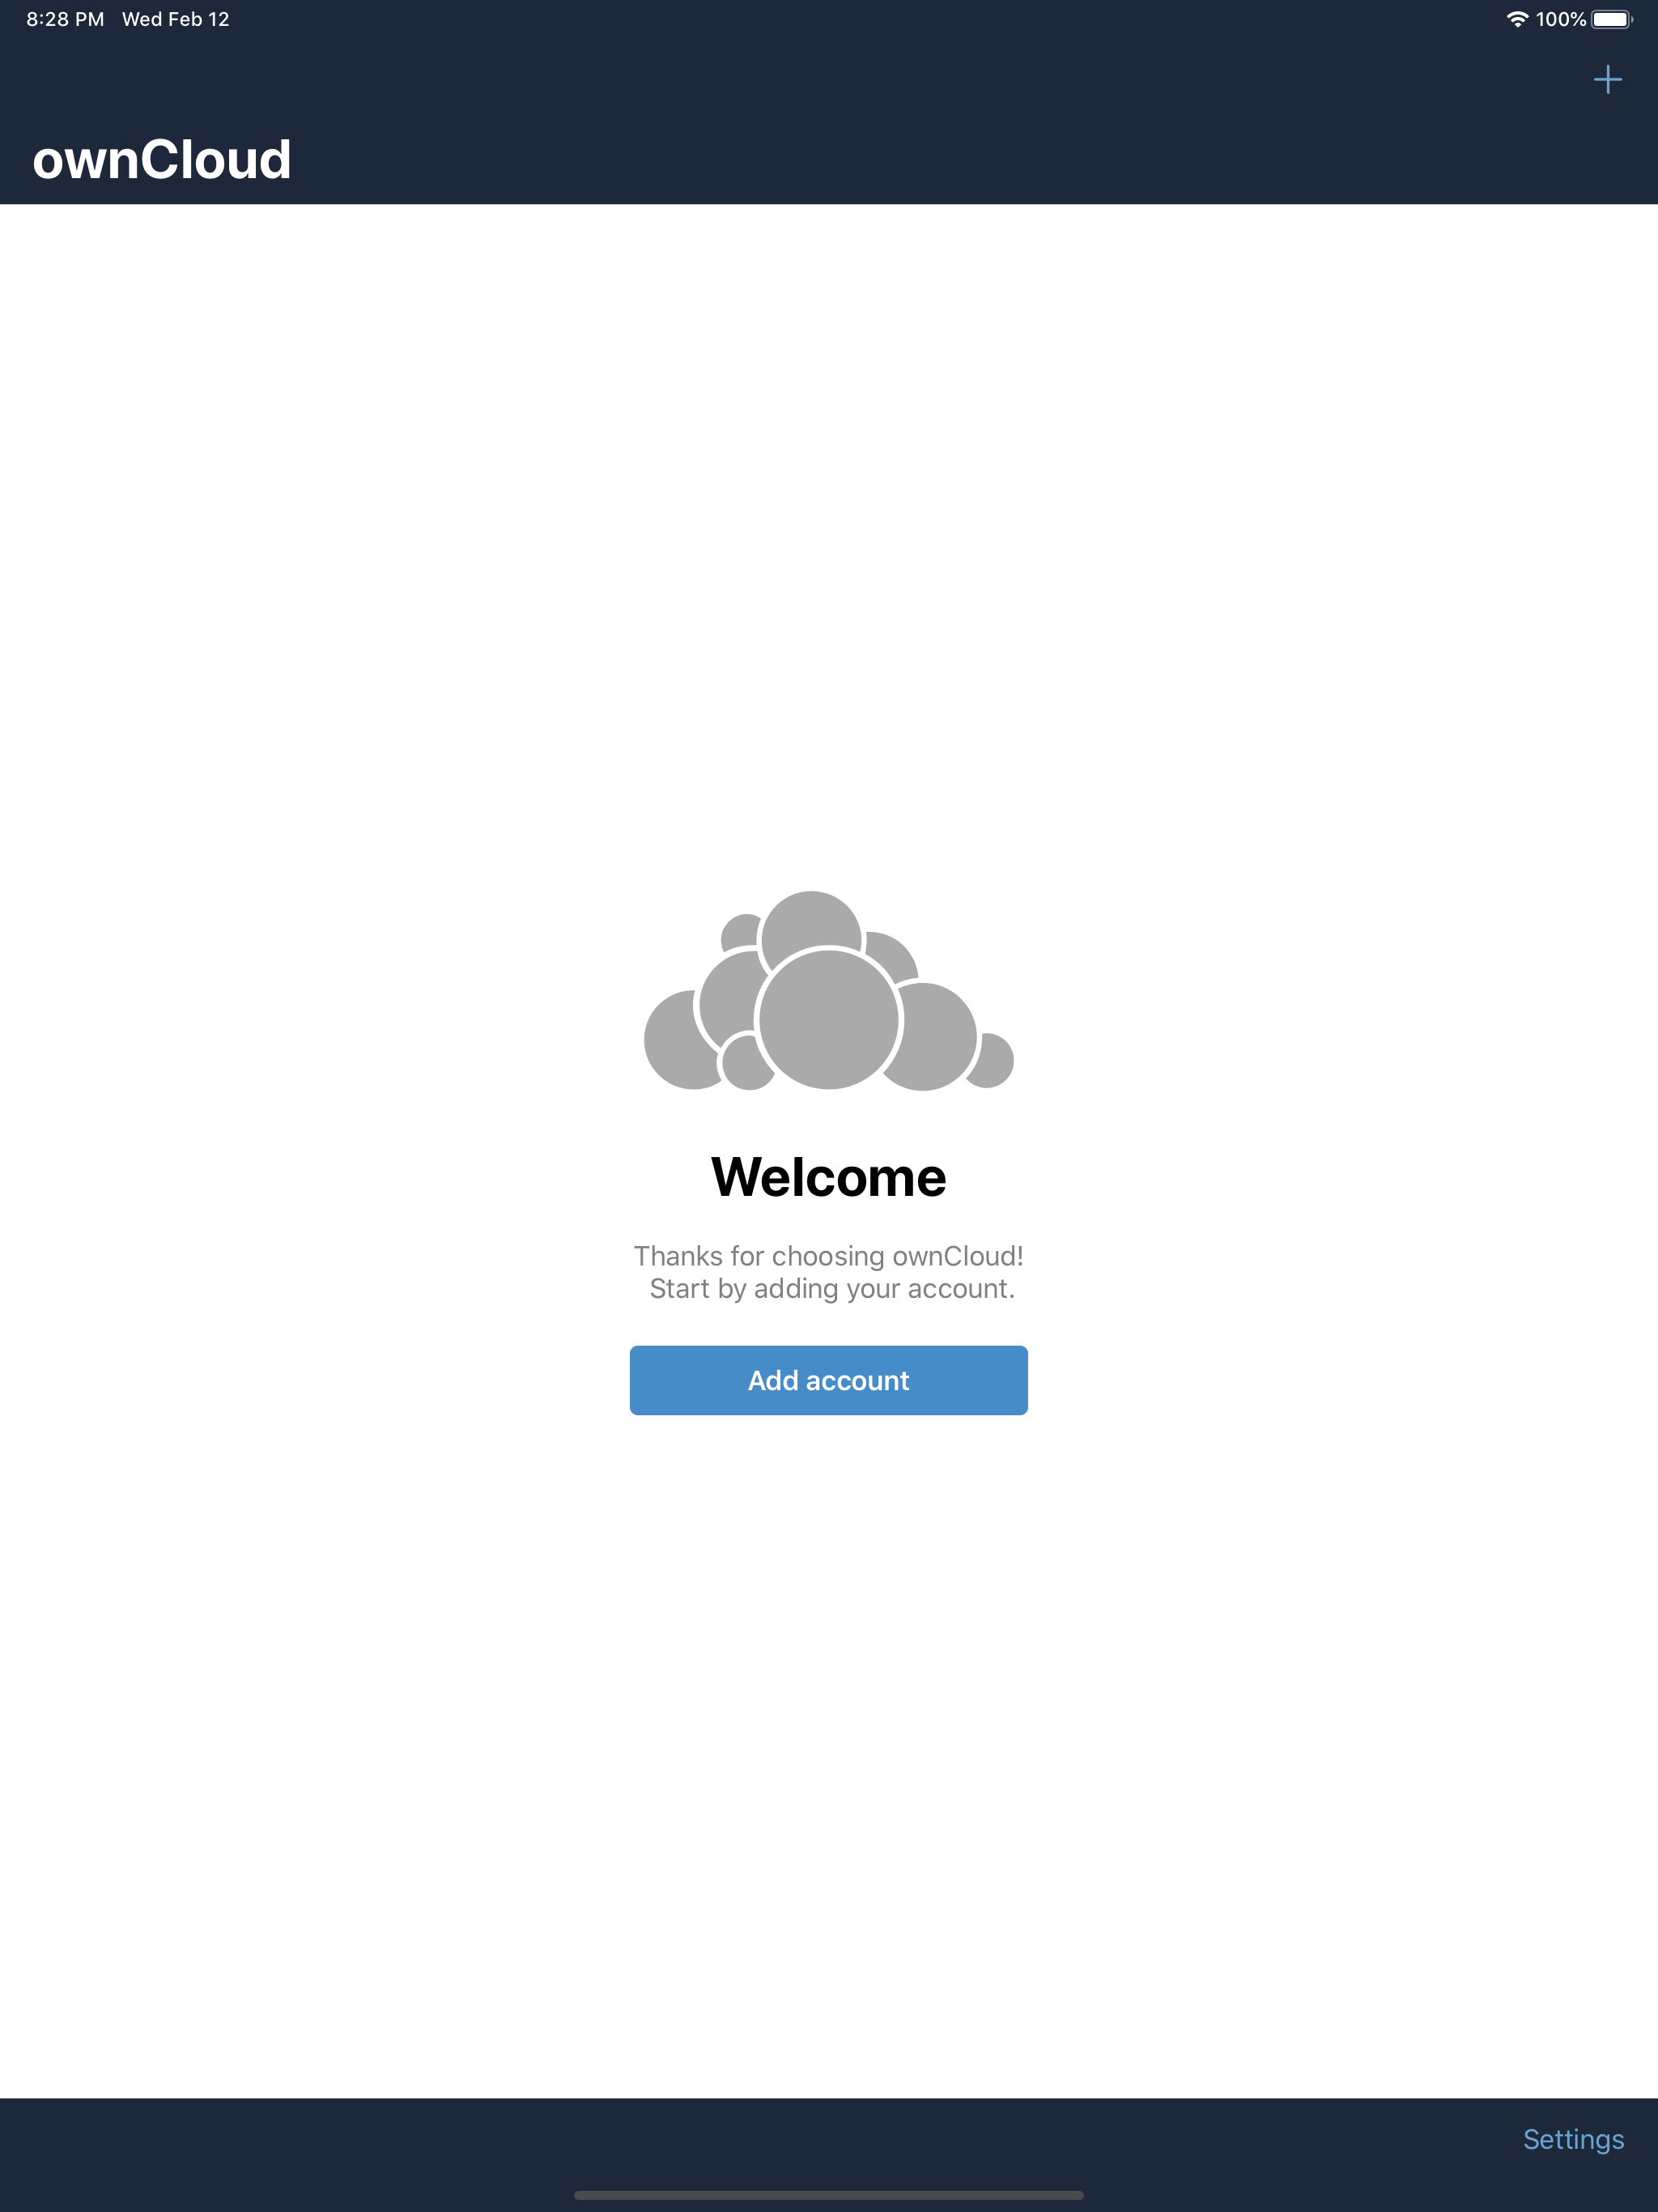 8:28 PM Wed Feb 12
100%
ownCloud
Welcome
Thanks for choosing ownCloud!
Start by adding your account.
Add account
Settings